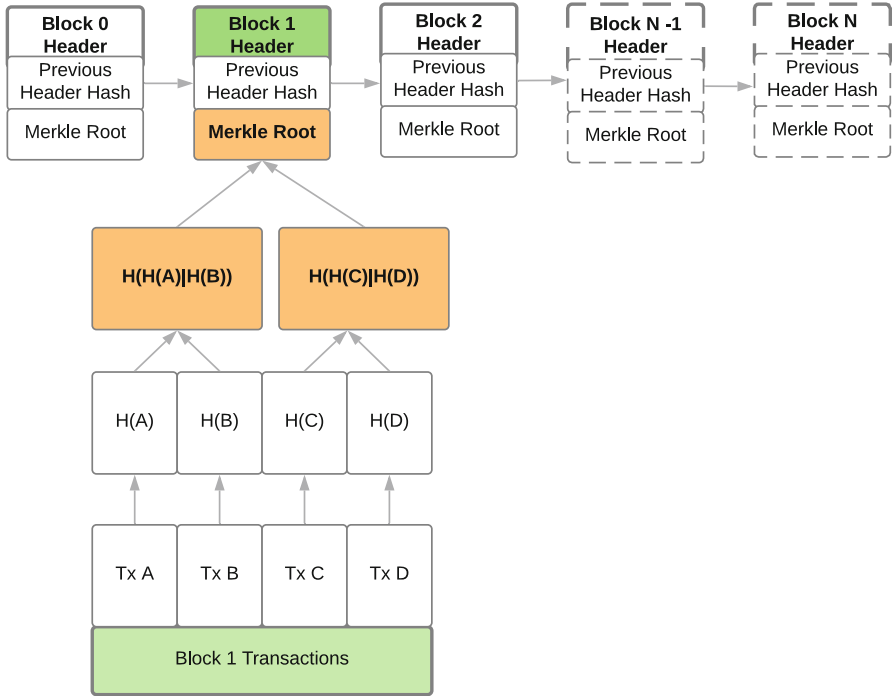 Block 0
Header
Previous
Header Hash
Merkle Root
Block 1
Header
Previous
Header Hash
Merkle Root
Block 2
Header
Previous
Header Hash
Merkle Root
Block N -1
Header
Previous
Header Hash
Merkle Root
Block N
Header
Previous
Header Hash
Merkle Root
H(H(A)|H(B))
H(H(C)|H(D))
H(A)
H(B)
H(C)
H(D)
Tx A
Tx B
Tx C
Tx D
Block 1 Transactions